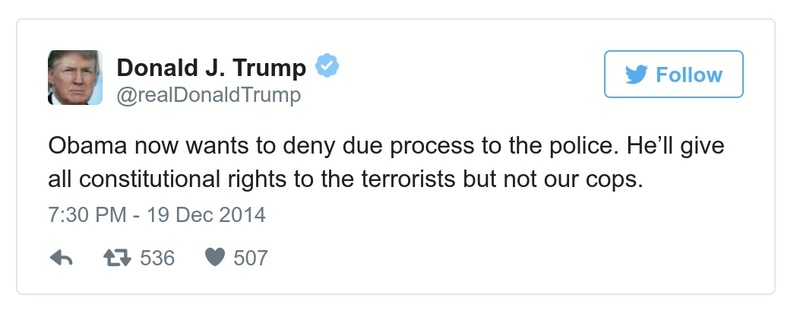 Donald J. Trump
@realDonaldTrump
Follow
Obama now wants to deny due process to the police. He’ll give
all constitutional rights to the terrorists but not our cops.
7:30 PM - 19 Dec 2014
536 507